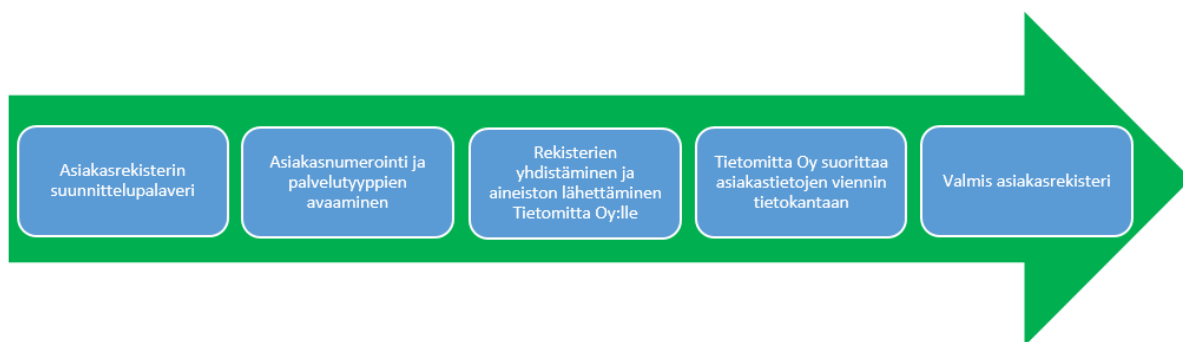 Asiakasrekisterin
suunnittelupalaveri
Asiakasnumerointi ja
palvelutyyppien
avaaminen
Rekisterien
yhdistäminen ja
aineiston lähettäminen
Tietomitta Oy:lle
Tietomitta Oy suorittaa
asiakastietojen viennin
tietokantaan
Valmis asiakasrekisteri